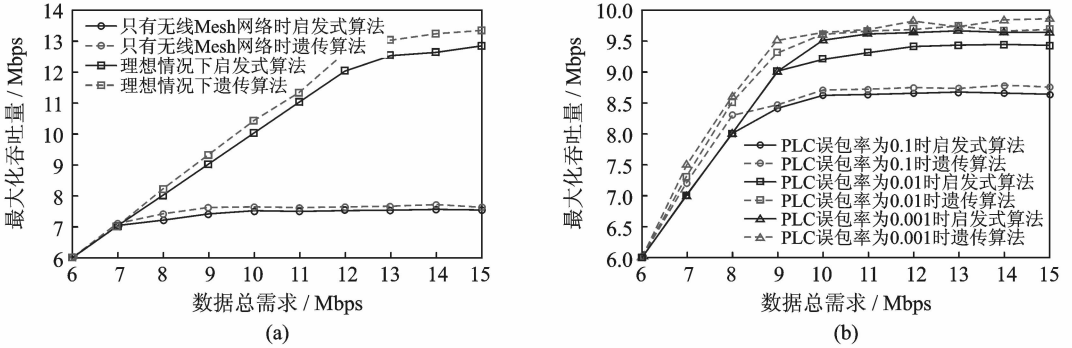 最大化吞吐量 / Mbps
14
13
12
11
10
9
8
7
6
只有无线Mesh网络时启发式算法
只有无线Mesh网络时遗传算法
理想情况下启发式算法
理想情况下遗传算法
6 7 8 9 10 11 12 13 14 15
数据总需求 / Mbps
(a)
最大化吞吐量 / Mbps
10.0
9.5
9.0
8.5
8.0
7.5
7.0
6.5
6.0
PLC误包率为0.1时启发式算法
PLC误包率为0.1时遗传算法
PLC误包率为0.01时启发式算法
PLC误包率为0.01时遗传算法
PLC误包率为0.001时启发式算法
PLC误包率为0.001时遗传算法
6 7 8 9 10 11 12 13 14 15
数据总需求 / Mbps
(b)